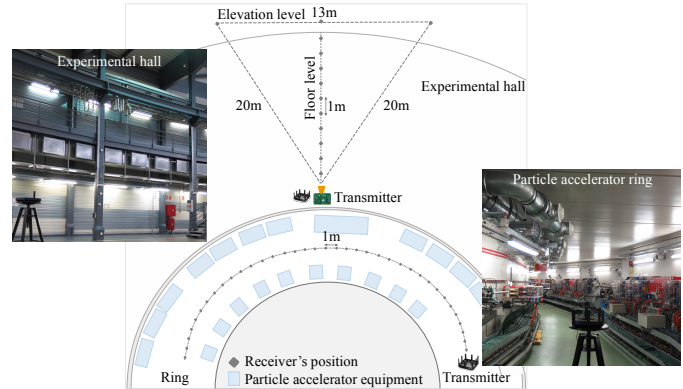 Elevation level 13m
Experimental hall
Floor level
20m
1m
20m
Experimental hall
Transmitter
Particle accelerator ring
1m
Receiver's position
Particle accelerator equipment
Ring
Transmitter